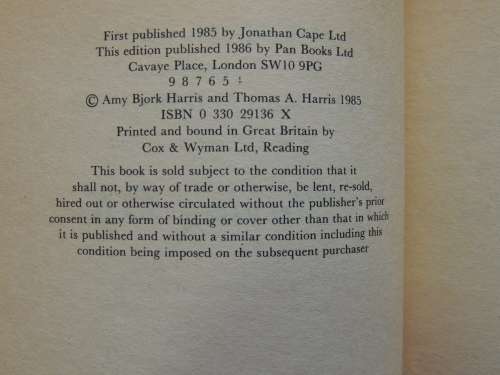 First published 1985 by Jonathan Cape Ltd
This edition published 1986 by Pan Books Ltd
Cavaye Place, London SW10 9PG
9 8 7 6 5
© Amy Bjork Harris and Thomas A. Harris 1985
ISBN 0 330 29136 X
Printed and bound in Great Britain by
Cox & Wyman Ltd, Reading
This book is sold subject to the condition that it
shall not, by way of trade or otherwise, be lent, re-sold,
hired out or otherwise circulated without the publisher's prior
consent in any form of binding or cover other than that in which
it is published and without a similar condition including this
condition being imposed on the subsequent purchaser